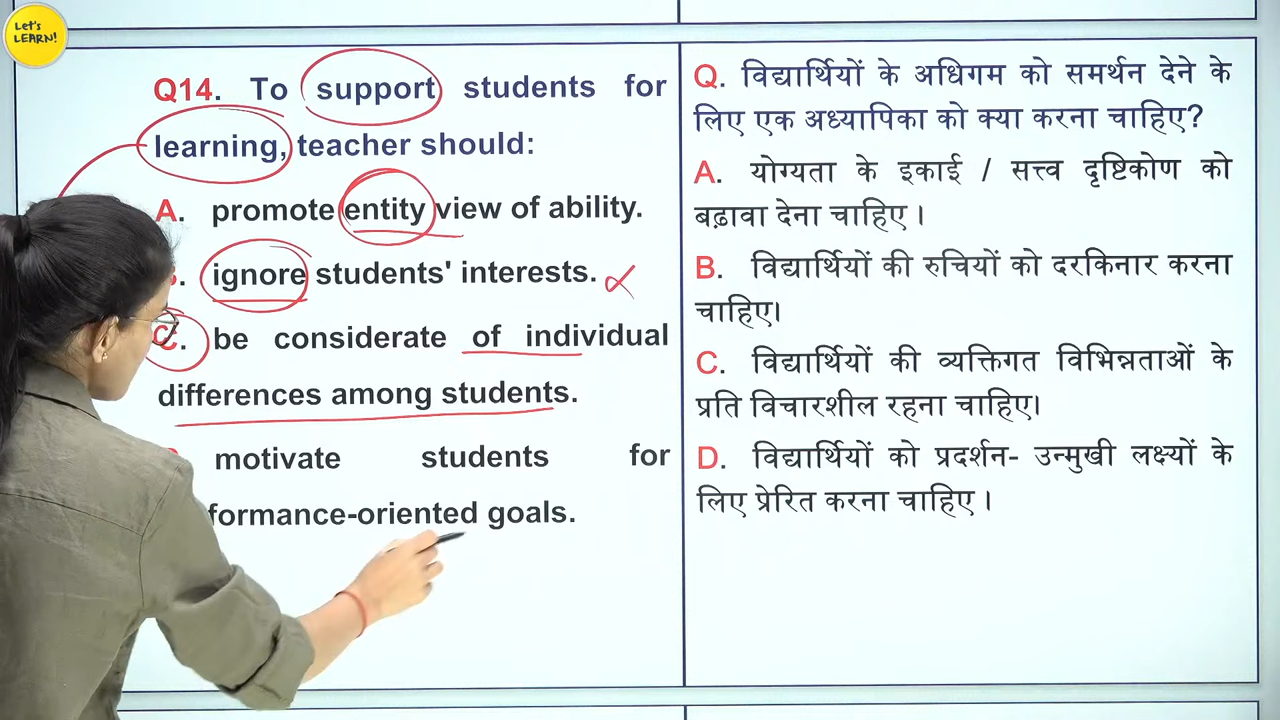 Let's
LEARN!
Q14. To support students for
learning, teacher should:
A. promote entity view of ability.
. ignore students' interests.
C. be considerate of individual
differences among students.
motivate students for
formance-oriented goals.
Q. विद्यार्थियों के अधिगम को समर्थन देने के
लिए एक अध्यापिका को क्या करना चाहिए?
A. योग्यता के इकाई / सत्त्व दृष्टिकोण को
बढ़ावा देना चाहिए।
B. विद्यार्थियों की रुचियों को दरकिनार करना
चाहिए।
C. विद्यार्थियों की व्यक्तिगत विभिन्नताओं के
प्रति विचारशील रहना चाहिए।
D. विद्यार्थियों को प्रदर्शन- उन्मुखी लक्ष्यों के
लिए प्रेरित करना चाहिए।